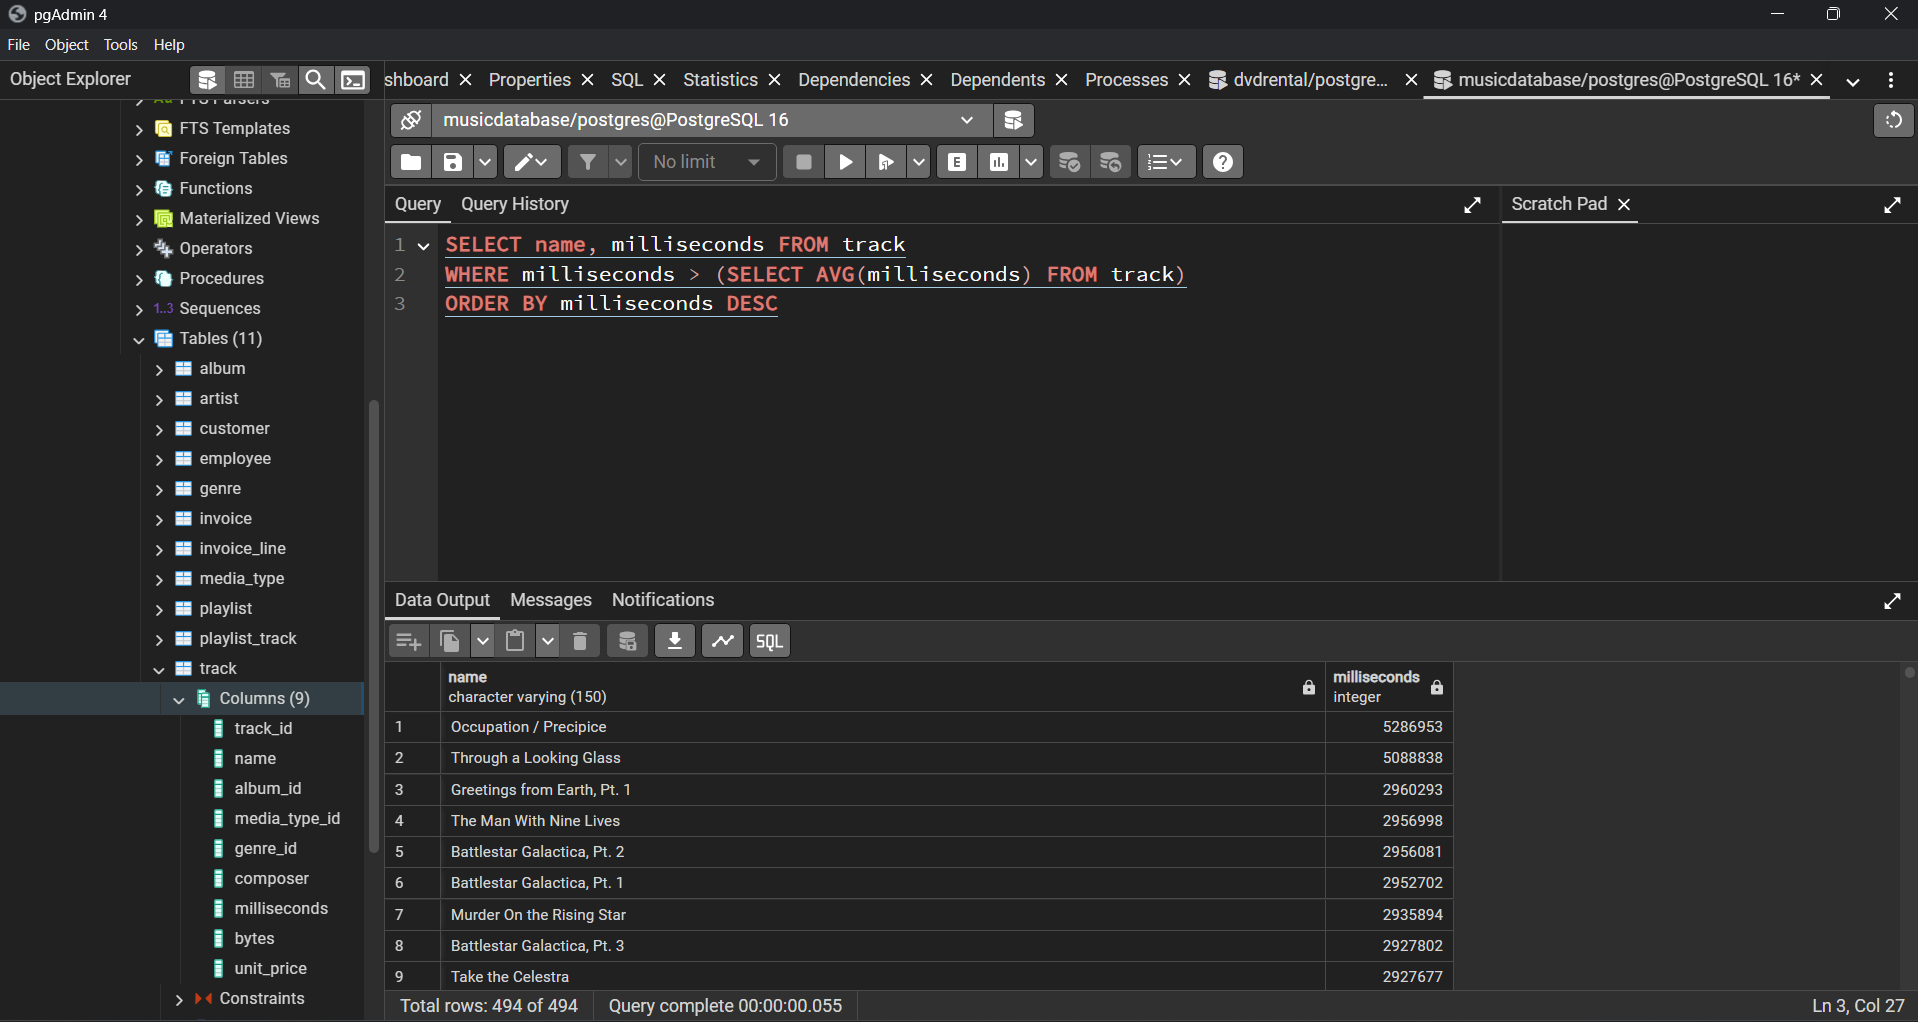 pgAdmin 4
File Object Tools Help
Object Explorer
shboard Properties SQL Statistics Dependencies Dependents Processes dvdrental/postgre... musicdatabase/postgres@PostgreSQL 16*
FTS Parsers
FTS Templates
Foreign Tables
Functions
Materialized Views
Operators
Procedures
1..3 Sequences
Tables (11)
album
artist
customer
employee
genre
invoice
invoice_line
media_type
playlist
playlist_track
track
Columns (9)
track_id
name
album_id
media_type_id
genre_id
composer
milliseconds
bytes
unit_price
Constraints
musicdatabase/postgres@PostgreSQL 16
No limit E
Query Query History
Scratch Pad
1 SELECT name, milliseconds FROM track
2 WHERE milliseconds > (SELECT AVG(milliseconds) FROM track)
3 ORDER BY milliseconds DESC
Data Output Messages Notifications
SQL
name milliseconds
character varying (150) integer
1 Occupation / Precipice 5286953
2 Through a Looking Glass 5088838
3 Greetings from Earth, Pt. 1 2960293
4 The Man With Nine Lives 2956998
5 Battlestar Galactica, Pt. 2 2956081
6 Battlestar Galactica, Pt. 1 2952702
7 Murder On the Rising Star 2935894
8 Battlestar Galactica, Pt. 3 2927802
9 Take the Celestra 2927677
Total rows: 494 of 494 Query complete 00:00:00.055 Ln 3, Col 27